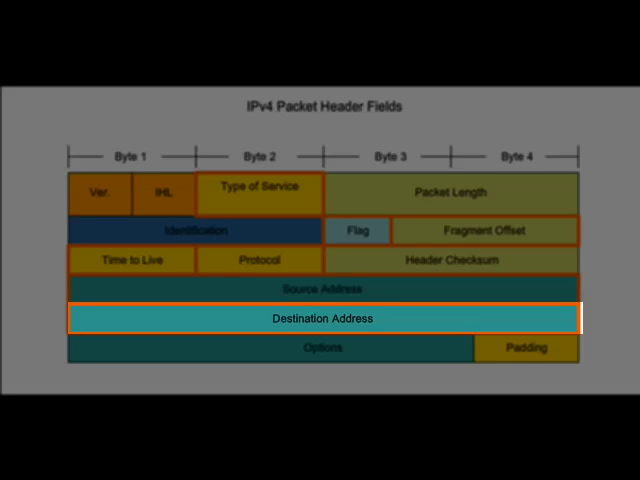 IPv4 Packet Header Fields
Byte 1 Byte 2 Byte 3 Byte 4
Ver. IHL Type of Service Packet Length
Identification Flag Fragment Offset
Time to Live Protocol Header Checksum
Source Address
Destination Address
Options Padding